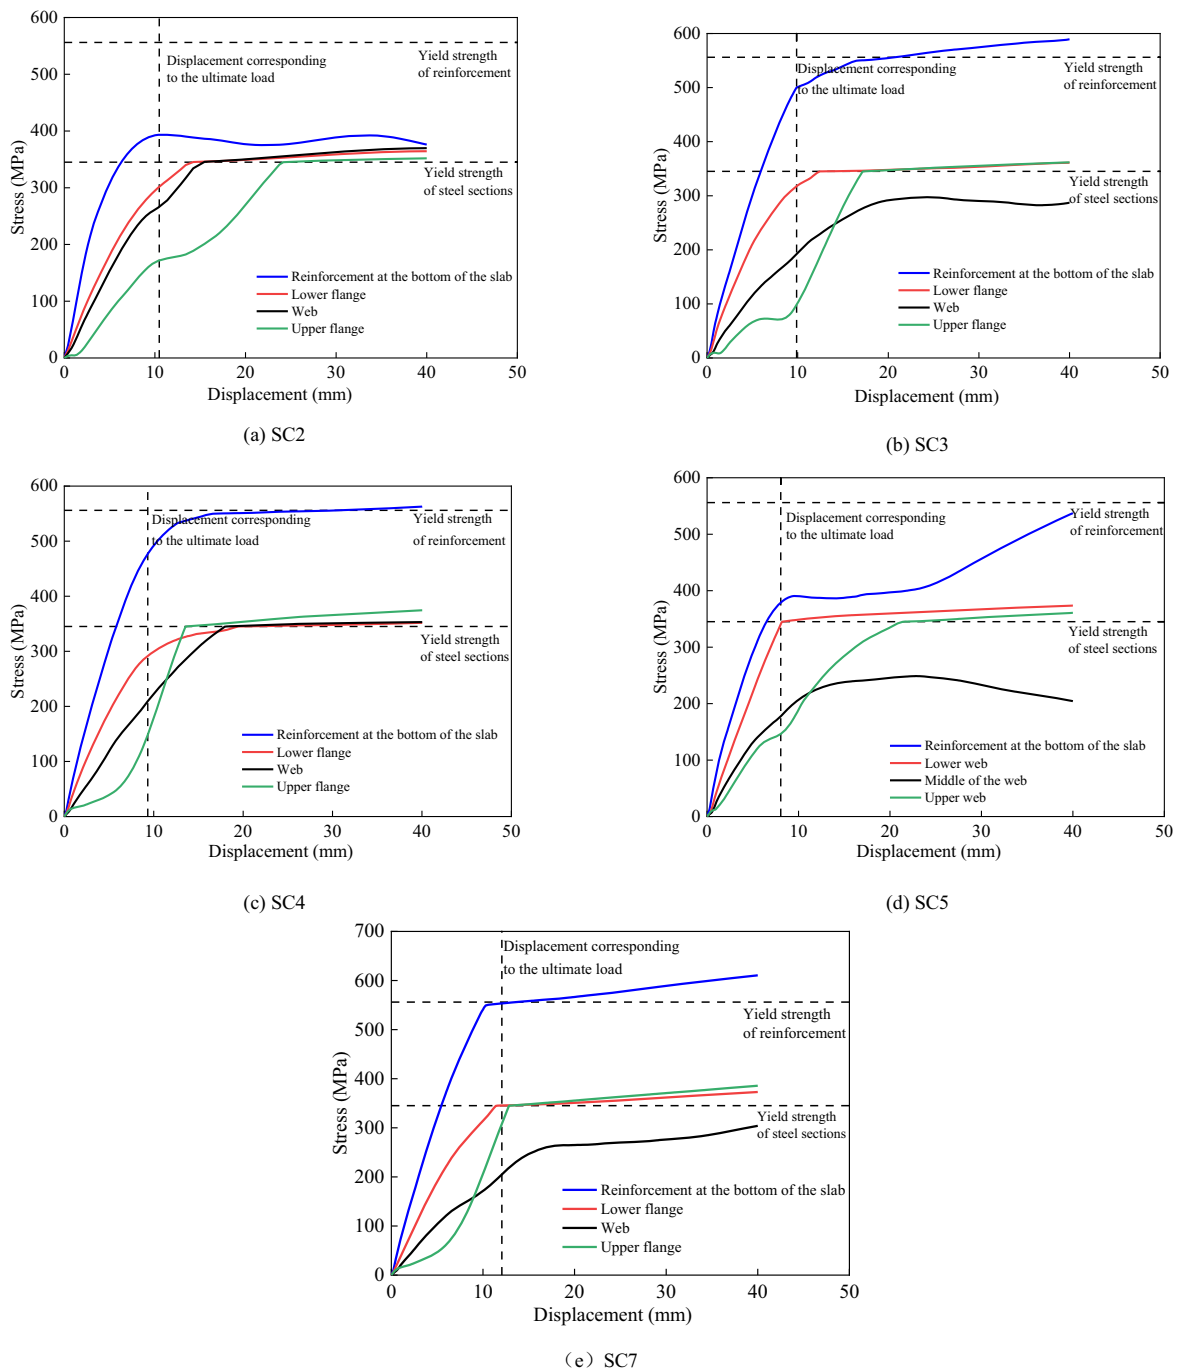 600
500
400
300
200
100
0
0
10
20
30
40
50
Stress (MPa)
Displacement (mm)
Displacement corresponding
to the ultimate load
Yield strength
of reinforcement
Yield strength
of steel sections
Reinforcement at the bottom of the slab
Lower flange
Web
Upper flange
(a) SC2
600
500
400
300
200
100
0
0
10
20
30
40
50
Stress (MPa)
Displacement (mm)
Displacement corresponding
to the ultimate load
Yield strength
of reinforcement
Yield strength
of steel sections
Reinforcement at the bottom of the slab
Lower flange
Web
Upper flange
(b) SC3
600
500
400
300
200
100
0
0
10
20
30
40
50
Stress (MPa)
Displacement (mm)
Displacement corresponding
to the ultimate load
Yield strength
of reinforcement
Yield strength
of steel sections
Reinforcement at the bottom of the slab
Lower flange
Web
Upper flange
(c) SC4
600
500
400
300
200
100
0
0
10
20
30
40
50
Stress (MPa)
Displacement (mm)
Displacement corresponding
to the ultimate load
Yield strength
of reinforcement
Yield strength
of steel sections
Reinforcement at the bottom of the slab
Lower web
Middle of the web
Upper web
(d) SC5
700
600
500
400
300
200
100
0
0
10
20
30
40
50
Stress (MPa)
Displacement (mm)
Displacement corresponding
to the ultimate load
Yield strength
of reinforcement
Yield strength
of steel sections
Reinforcement at the bottom of the slab
Lower flange
Web
Upper flange
（e）SC7